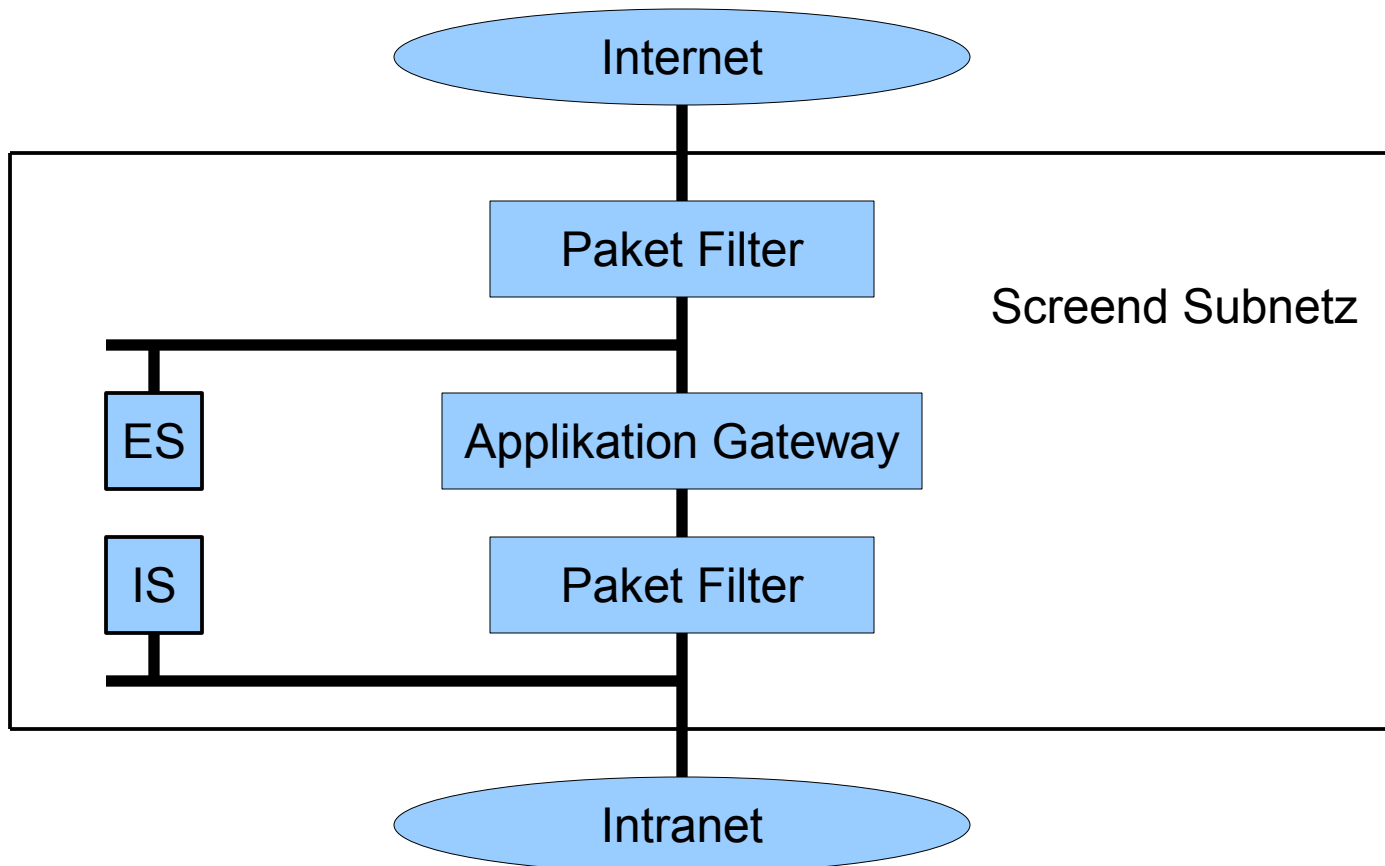 Internet
Paket Filter
Screend Subnetz
ES
Applikation Gateway
IS
Paket Filter
Intranet